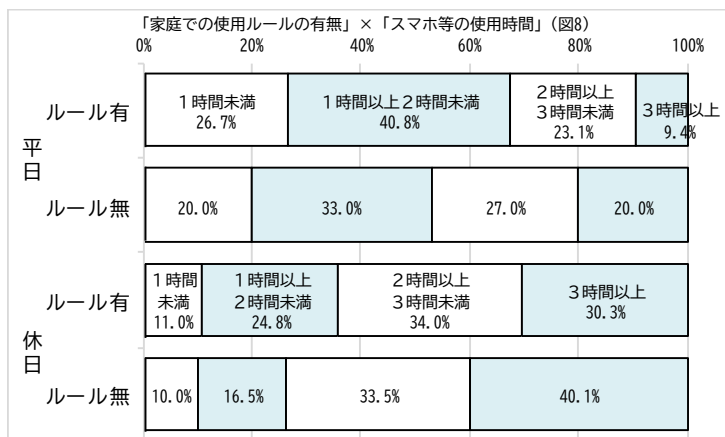 「家庭での使用ルールの有無」×「スマホ等の使用時間」(図8)
0% 20% 40% 60% 80% 100%
平日
ルール有
1時間未満
26.7%
1時間以上2時間未満
40.8%
2時間以上
3時間未満
23.1%
3時間以上
9.4%
ルール無
20.0% 33.0% 27.0% 20.0%
休日
ルール有
1時間
未満
11.0%
1時間以上
2時間未満
24.8%
2時間以上
3時間未満
34.0%
3時間以上
30.3%
ルール無
10.0% 16.5% 33.5% 40.1%